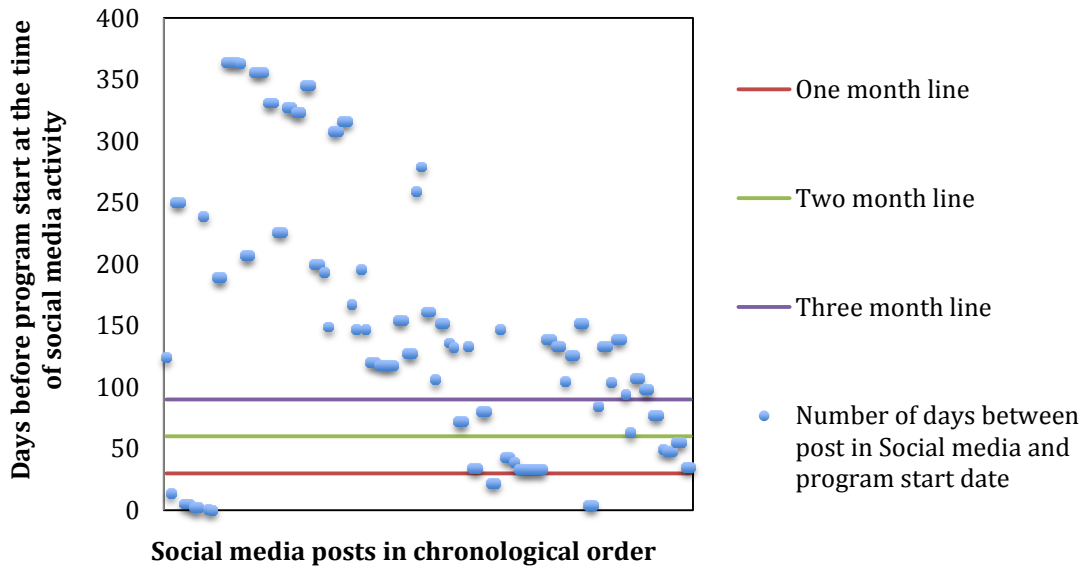 400
350
300
250
200
150
100
50
0
Days before program start at the time
of social media activity
Social media posts in chronological order
One month line
Two month line
Three month line
Number of days between
post in Social media and
program start date